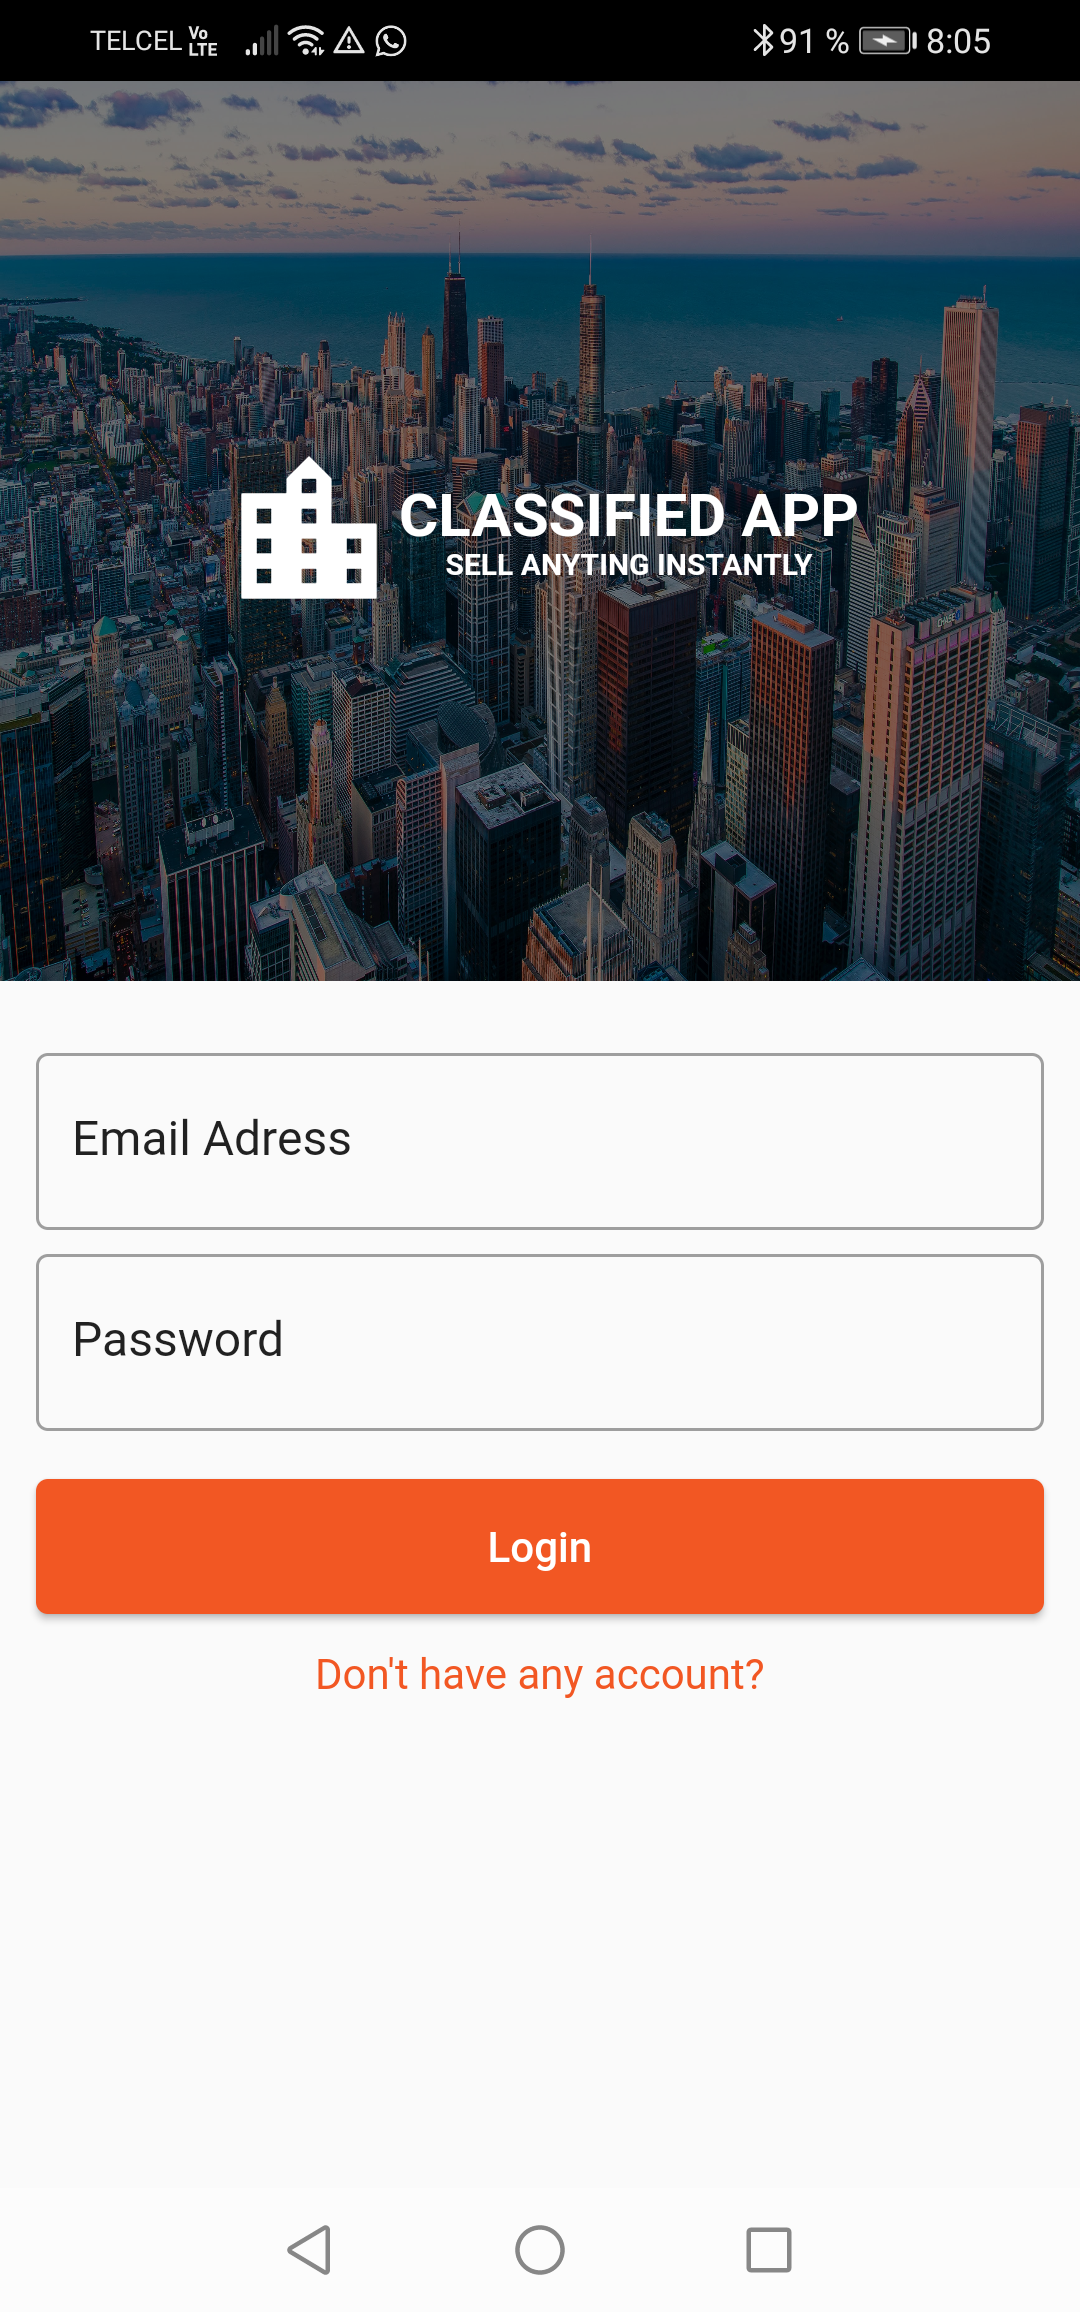 TELCEL Vo LTE 91 % 8:05
CLASSIFIED APP
SELL ANYTING INSTANTLY
Email Adress
Password
Login
Don't have any account?